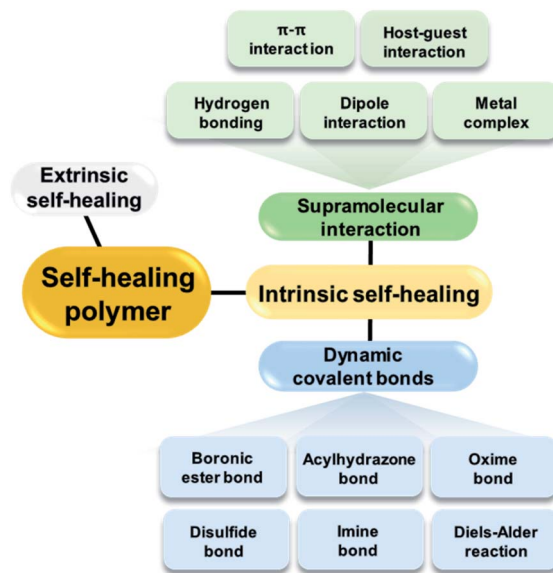 π-π
interaction
Host-guest
interaction
Hydrogen
bonding
Dipole
interaction
Metal
complex
Extrinsic
self-healing
Supramolecular
interaction
Self-healing
polymer
Intrinsic self-healing
Dynamic
covalent bonds
Boronic
ester bond
Acylhydrazone
bond
Oxime
bond
Disulfide
bond
Imine
bond
Diels-Alder
reaction